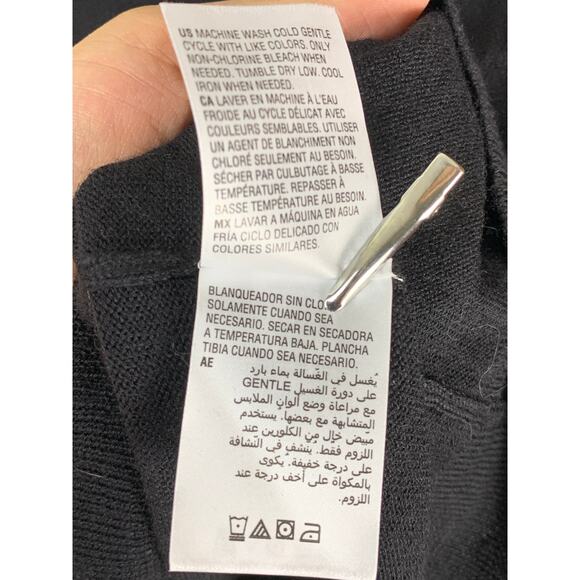 US MACHINE WASH COLD GENTLE
CYCLE WITH LIKE COLORS. ONLY
NON-CHLORINE BLEACH WHEN
NEEDED. TUMBLE DRY LOW. COOL
IRON WHEN NEEDED.
CA LAVER EN MACHINE À L'EAU
FROIDE AU CYCLE DÉLICAT AVEC
COULEURS SEMBLABLES. UTILISER
UN AGENT DE BLANCHIMENT NON
CHLORÉ SEULEMENT AU BESOIN.
SÉCHER PAR CULBUTAGE À BASSE
TEMPÉRATURE. REPASSER À
BASSE TEMPÉRATURE AU BESOIN.
MX LAVAR A MÁQUINA EN AGUA
FRÍA CICLO DELICADO CON
COLORES SIMILARES.
BLANQUEADOR SIN CLO
SOLAMENTE CUANDO SEA
NECESARIO. SECAR EN SECADORA
A TEMPERATURA BAJA. PLANCHA
TIBIA CUANDO SEA NECESARIO.
AE
يُغسل في الغّسالة بماء بارد
على دورة الغسيل GENTLE
مع مراعاة وضع ألوان الملابس
المتشابهة مع بعضها. يستخدم
مبيّض خالٍ من الكلورين عند
اللزوم فقط. يُنشف في النّشافة
على درجة خفيفة. يكوى
بالمكواة على أخف درجة عند
اللزوم.